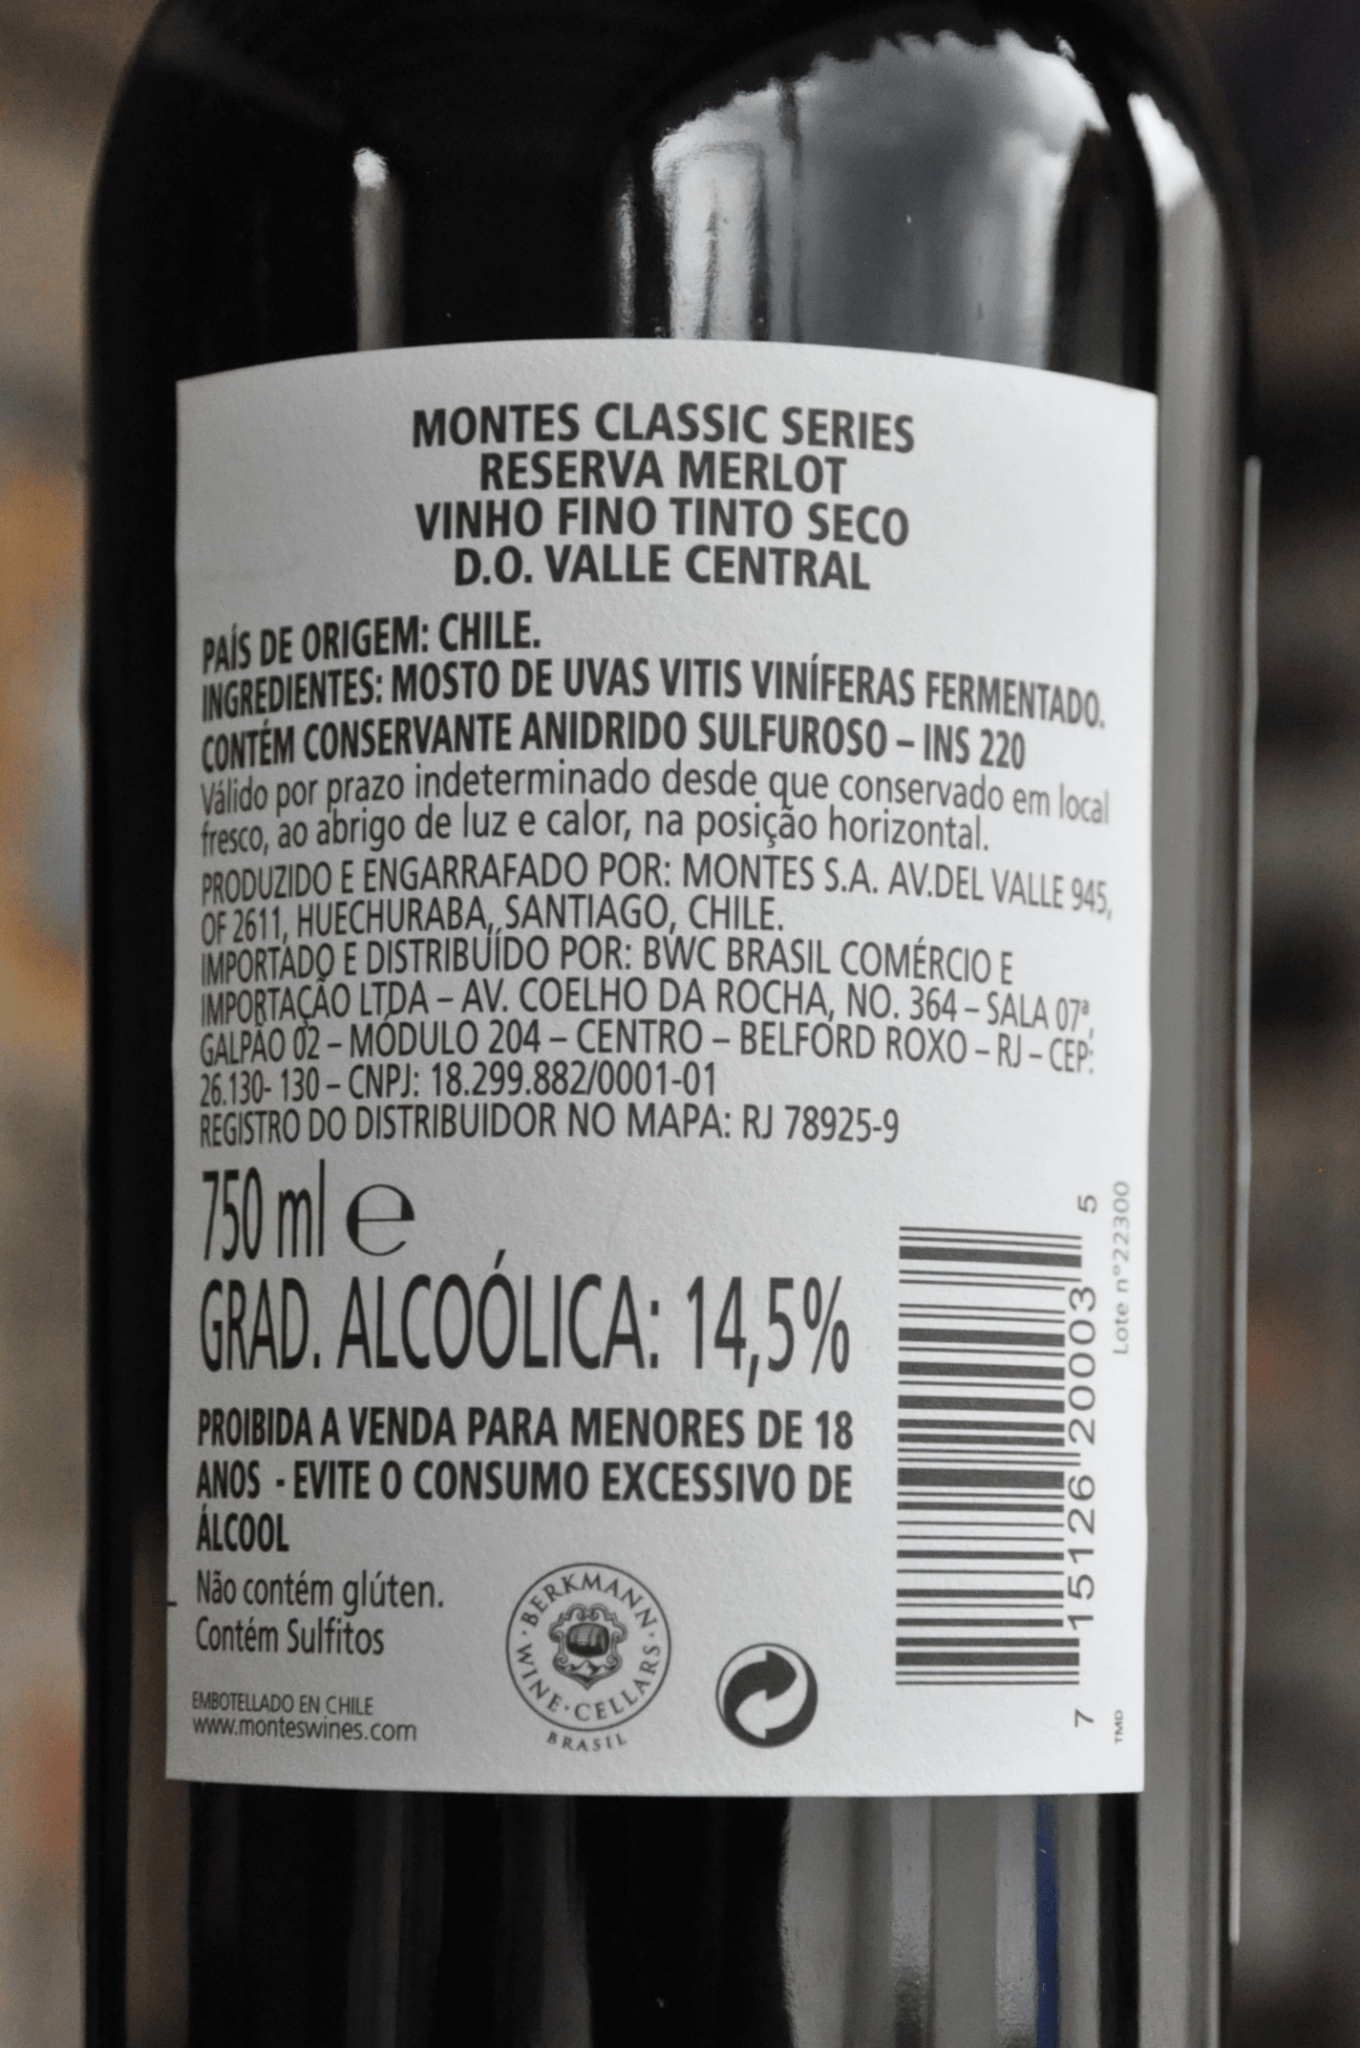 MONTES CLASSIC SERIES
RESERVA MERLOT
VINHO FINO TINTO SECO
D.O. VALLE CENTRAL
PAÍS DE ORIGEM: CHILE.
INGREDIENTES: MOSTO DE UVAS VITIS VINÍFERAS FERMENTADO.
CONTÉM CONSERVANTE ANIDRIDO SULFUROSO – INS 220
Válido por prazo indeterminado desde que conservado em local
fresco, ao abrigo de luz e calor, na posição horizontal.
PRODUZIDO E ENGARRAFADO POR: MONTES S.A. AV.DEL VALLE 945,
OF 2611, HUECHURABA, SANTIAGO, CHILE.
IMPORTADO E DISTRIBUÍDO POR: BWC BRASIL COMÉRCIO E
IMPORTAÇÃO LTDA – AV. COELHO DA ROCHA, NO. 364 – SALA 07ª,
GALPÃO 02 – MÓDULO 204 – CENTRO – BELFORD ROXO – RJ – CEP:
26.130- 130 – CNPJ: 18.299.882/0001-01
REGISTRO DO DISTRIBUIDOR NO MAPA: RJ 78925-9
750 ml e
GRAD. ALCOÓLICA: 14,5%
PROIBIDA A VENDA PARA MENORES DE 18
ANOS - EVITE O CONSUMO EXCESSIVO DE
ÁLCOOL
Não contém glúten.
Contém Sulfitos
EMBOTELLADO EN CHILE
www.monteswines.com
BERKMANN · WINE · CELLARS ·
BRASIL
7 15126 20003 5
Lote n°22300
TMD